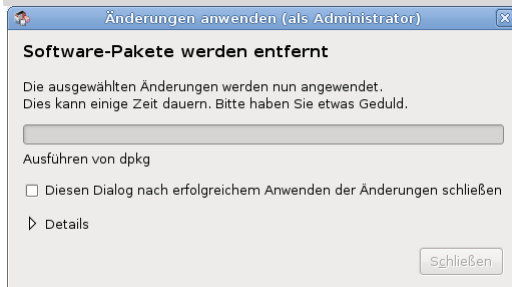 Änderungen anwenden (als Administrator)
Software-Pakete werden entfernt
Die ausgewählten Änderungen werden nun angewendet.
Dies kann einige Zeit dauern. Bitte haben Sie etwas Geduld.
Ausführen von dpkg
Diesen Dialog nach erfolgreichem Anwenden der Änderungen schließen
Details
Schließen